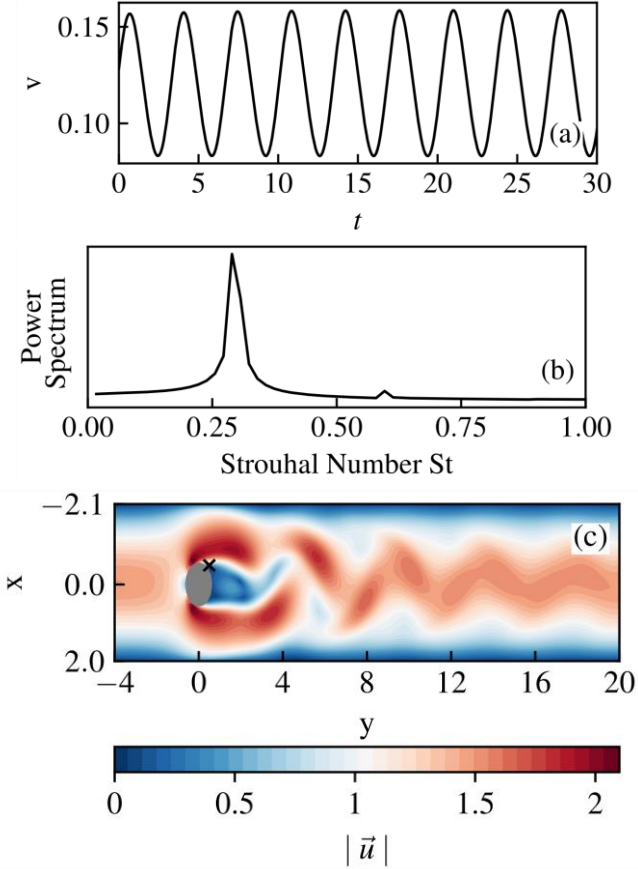 0.15
v
0.10
(a)
0 5 10 15 20 25 30
t
Power
Spectrum
(b)
0.00 0.25 0.50 0.75 1.00
Strouhal Number St
−2.1
(c)
x
0.0
2.0
−4 0 4 8 12 16 20
y
0 0.5 1 1.5 2
| u⃗ |